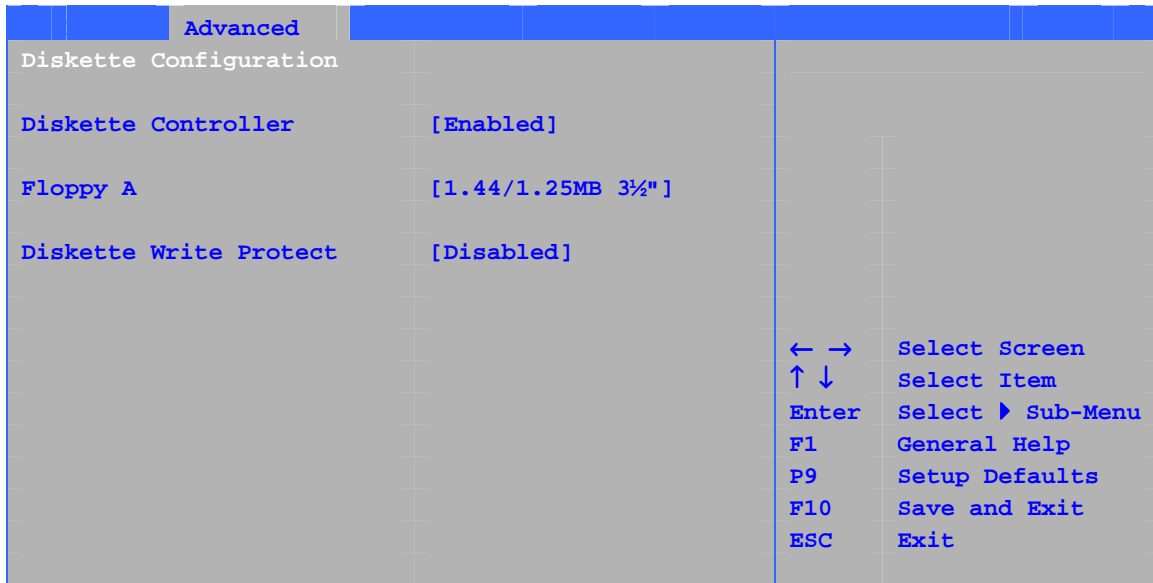 Advanced
Diskette Configuration
Diskette Controller [Enabled]
Floppy A [1.44/1.25MB 3½"]
Diskette Write Protect [Disabled]
← → Select Screen
↑ ↓ Select Item
Enter Select ▶ Sub-Menu
F1 General Help
P9 Setup Defaults
F10 Save and Exit
ESC Exit